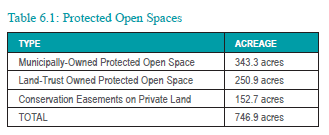 Table 6.1: Protected Open Spaces
TYPE ACREAGE
Municipally-Owned Protected Open Space 343.3 acres
Land-Trust Owned Protected Open Space 250.9 acres
Conservation Easements on Private Land 152.7 acres
TOTAL 746.9 acres